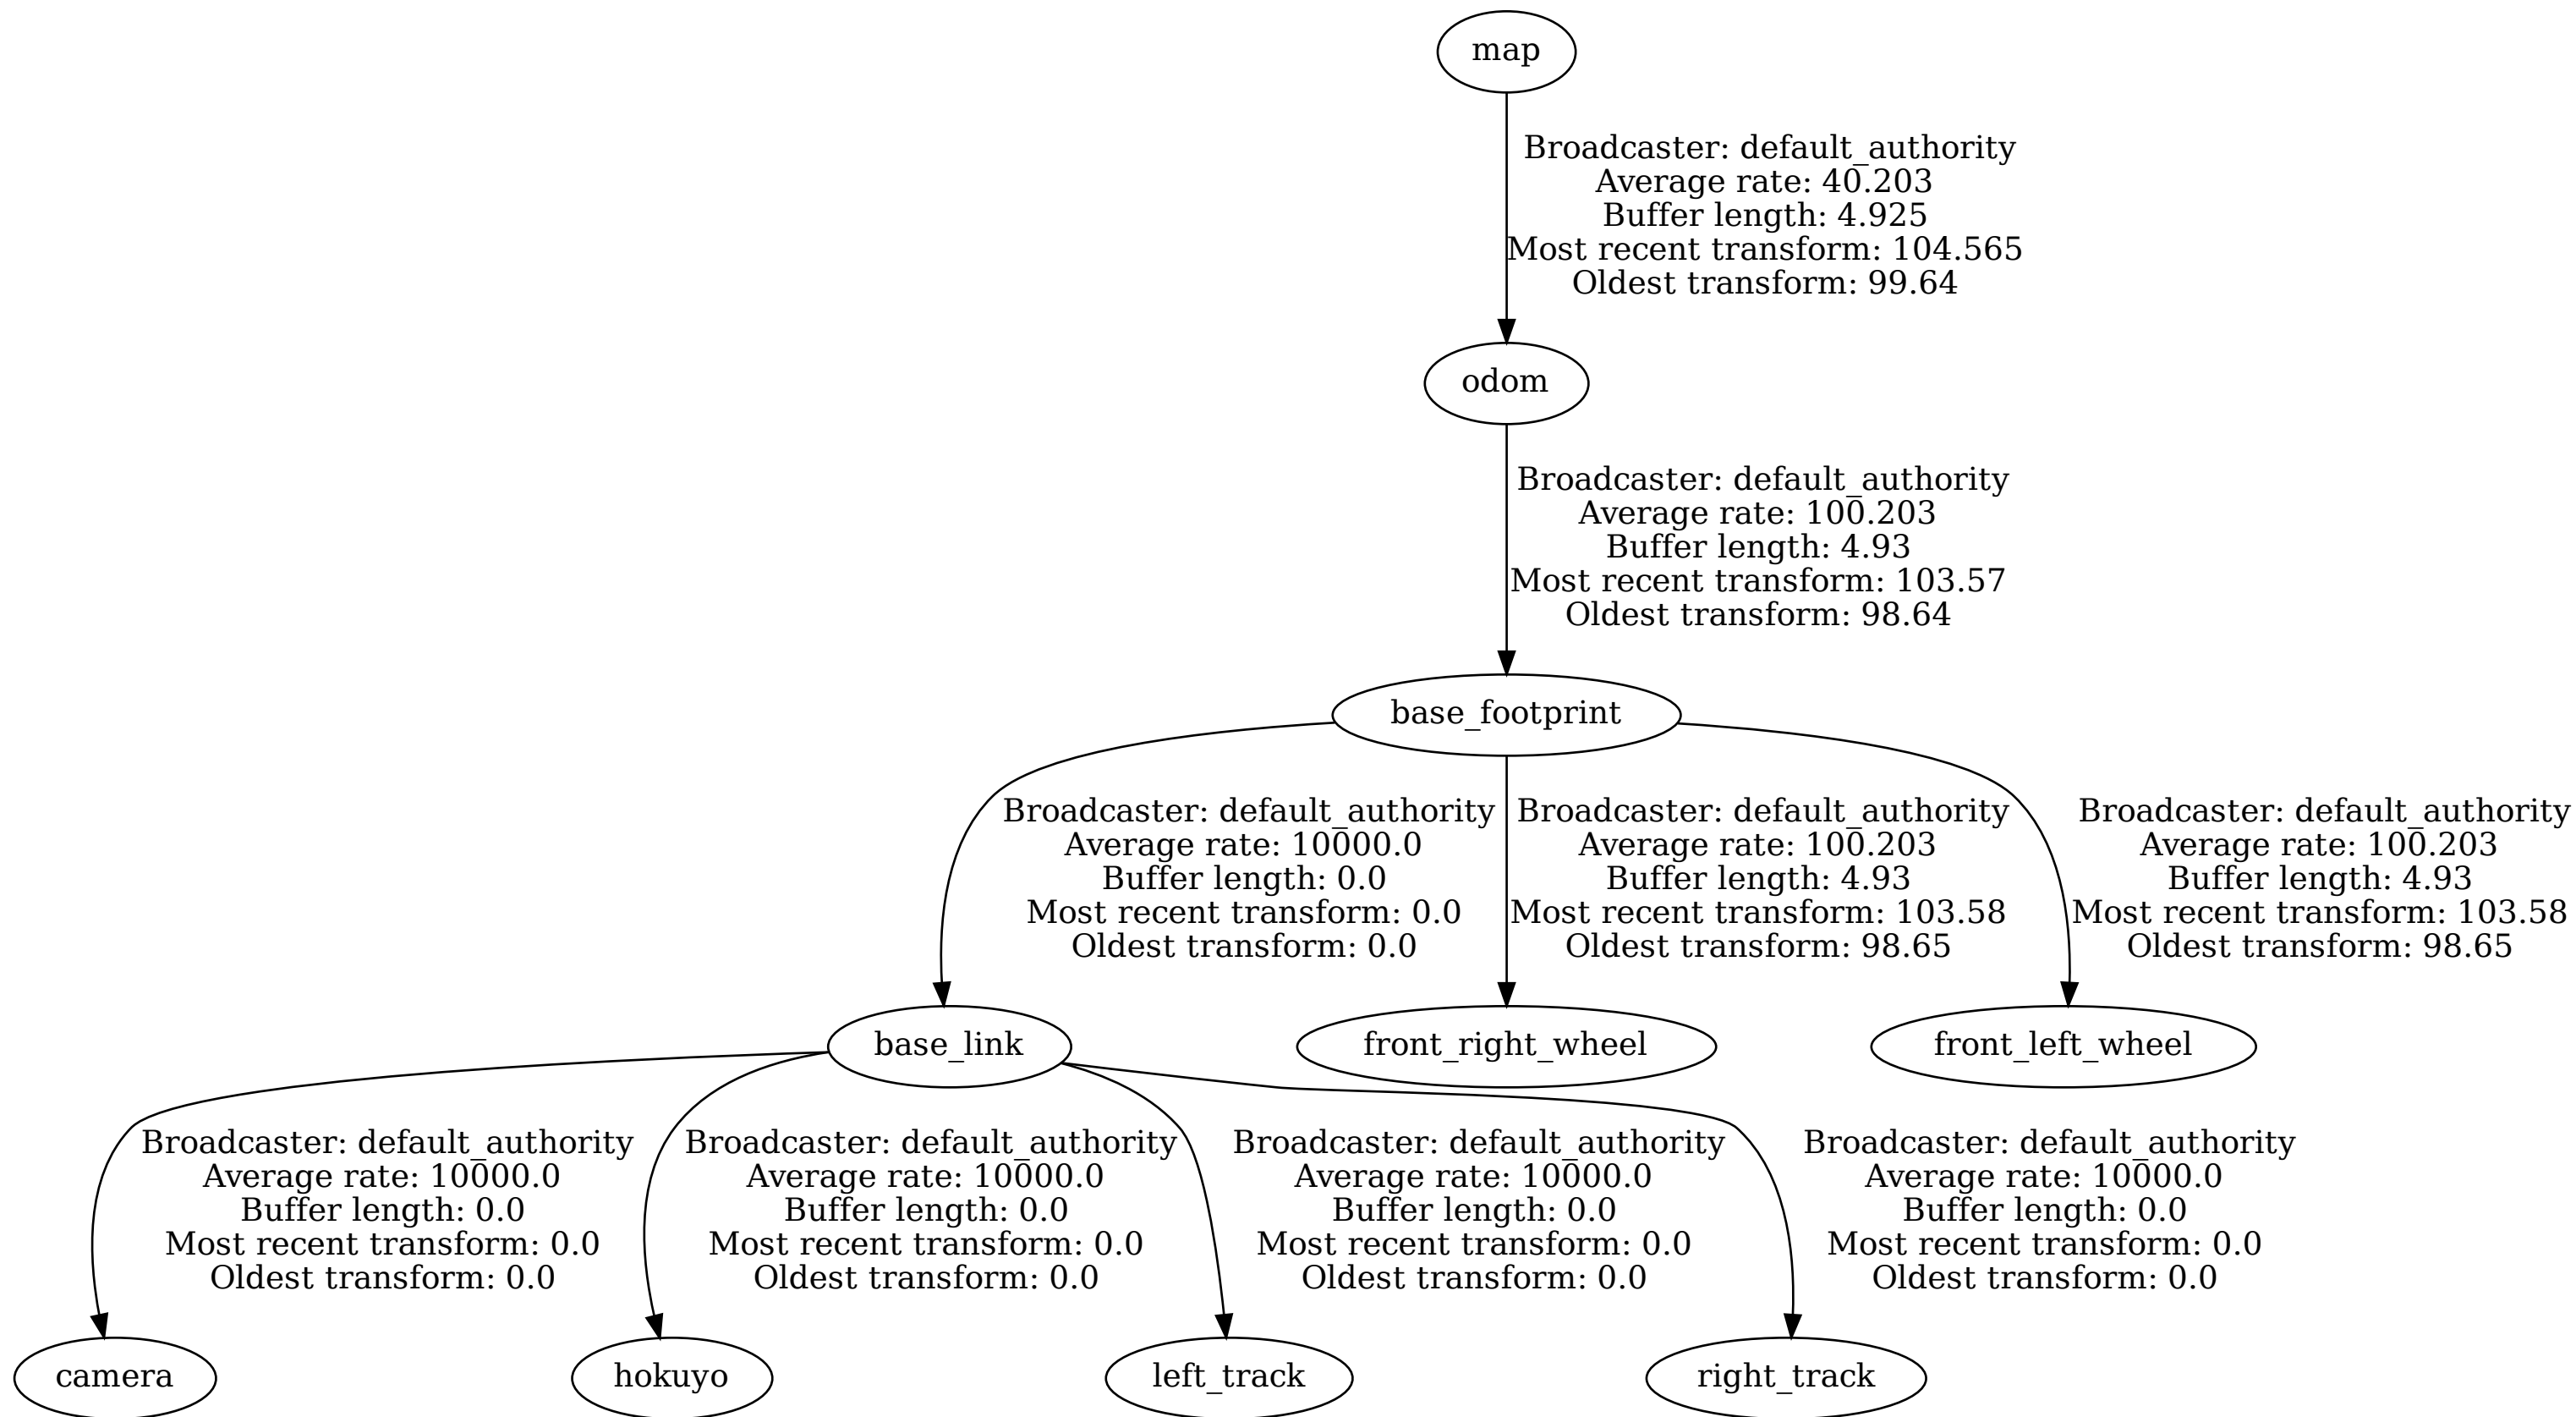 map
Broadcaster: default_authority
Average rate: 40.203
Buffer length: 4.925
Most recent transform: 104.565
Oldest transform: 99.64
odom
Broadcaster: default_authority
Average rate: 100.203
Buffer length: 4.93
Most recent transform: 103.57
Oldest transform: 98.64
base_footprint
Broadcaster: default_authority
Average rate: 10000.0
Buffer length: 0.0
Most recent transform: 0.0
Oldest transform: 0.0
Broadcaster: default_authority
Average rate: 100.203
Buffer length: 4.93
Most recent transform: 103.58
Oldest transform: 98.65
Broadcaster: default_authority
Average rate: 100.203
Buffer length: 4.93
Most recent transform: 103.58
Oldest transform: 98.65
base_link
front_right_wheel
front_left_wheel
Broadcaster: default_authority
Average rate: 10000.0
Buffer length: 0.0
Most recent transform: 0.0
Oldest transform: 0.0
Broadcaster: default_authority
Average rate: 10000.0
Buffer length: 0.0
Most recent transform: 0.0
Oldest transform: 0.0
Broadcaster: default_authority
Average rate: 10000.0
Buffer length: 0.0
Most recent transform: 0.0
Oldest transform: 0.0
Broadcaster: default_authority
Average rate: 10000.0
Buffer length: 0.0
Most recent transform: 0.0
Oldest transform: 0.0
camera
hokuyo
left_track
right_track